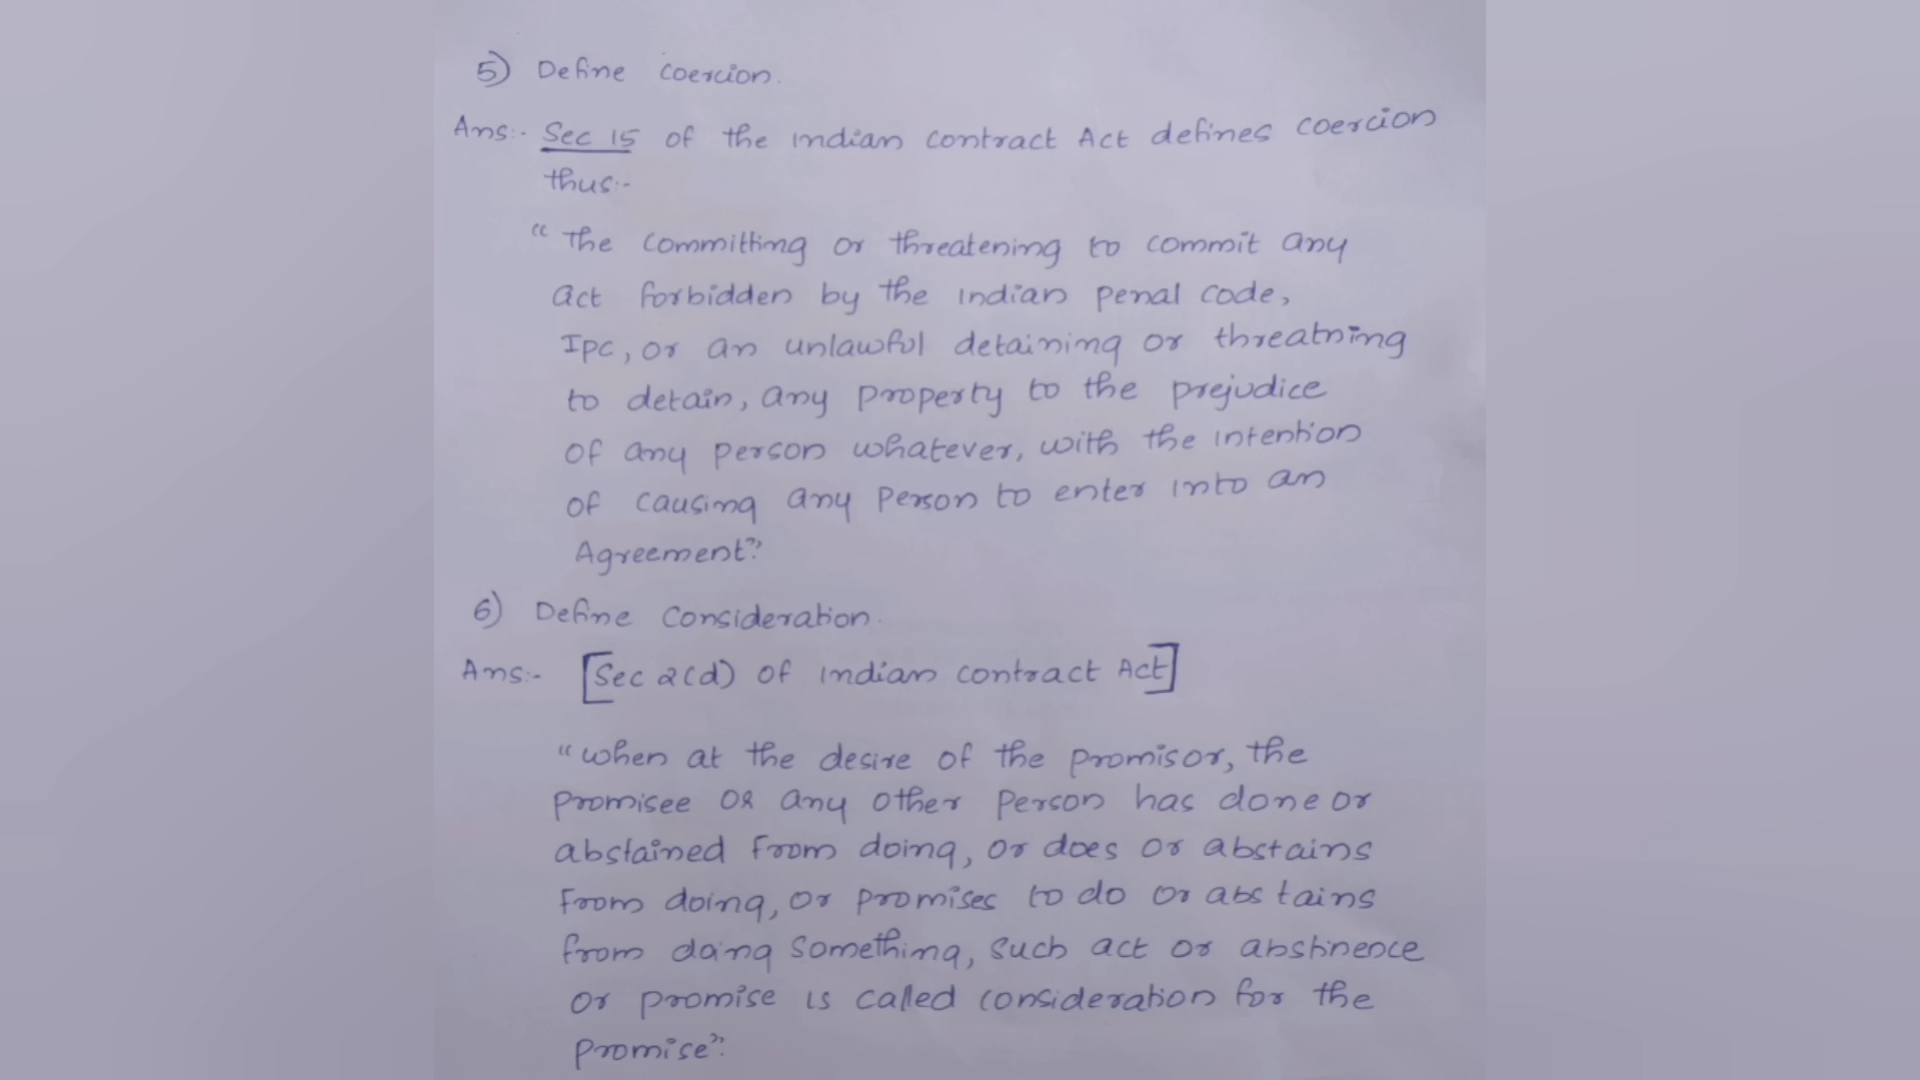 5) Define Coercion.
Ans:- Sec 15 of the indian contract Act defines coercion
thus:-
"The committing or threatening to commit any
act forbidden by the indian penal code,
Ipc, or an unlawful detaining or threatning
to detain, any property to the prejudice
of any person whatever, with the intention
of causing any person to enter into an
Agreement".
6) Define Consideration.
Ans:- [Sec 2(d) of indian contract Act]
"when at the desire of the promisor, the
promisee OR any other person has done or
abstained from doing, or does or abstains
from doing, or promises to do or abstains
from doing something, such act or abstinence
or promise is called consideration for the
promise".